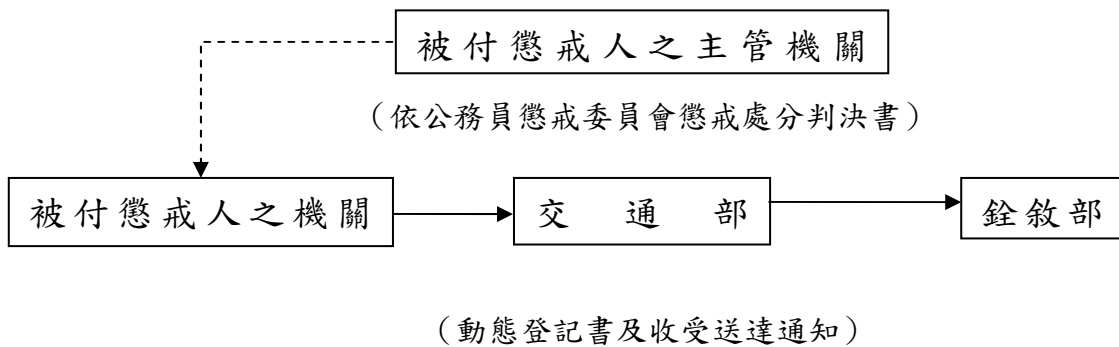 被付懲戒人之主管機關
（依公務員懲戒委員會懲戒處分判決書）
被付懲戒人之機關 交通部 銓敘部
（動態登記書及收受送達通知）